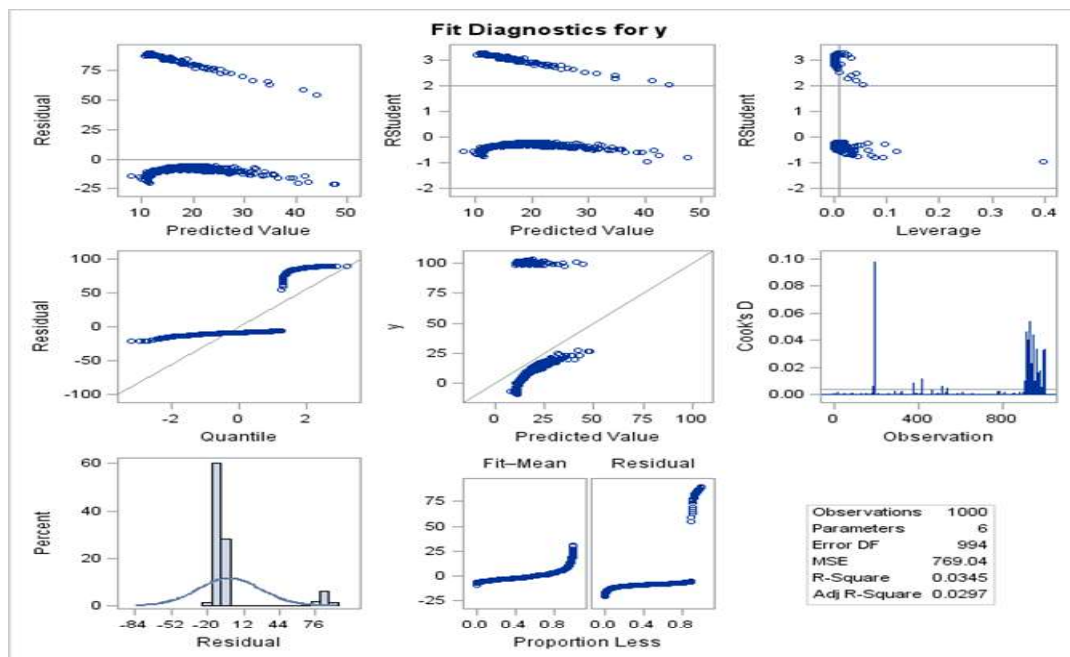 Fit Diagnostics for y
Residual
75
50
25
0
-25
10 20 30 40 50
Predicted Value
RStudent
3
2
1
0
-1
-2
10 20 30 40 50
Predicted Value
RStudent
3
2
1
0
-1
-2
0.0 0.1 0.2 0.3 0.4
Leverage
Residual
100
50
0
-50
-100
-2 0 2
Quantile
y
100
75
50
25
0
0 25 50 75 100
Predicted Value
Cook's D
0.10
0.08
0.06
0.04
0.02
0.00
0 400 800
Observation
Percent
60
40
20
0
-84 -52 -20 12 44 76
Residual
Fit–Mean Residual
75
50
25
0
-25
0.0 0.4 0.8 0.0 0.4 0.8
Proportion Less
Observations 1000
Parameters 6
Error DF 994
MSE 769.04
R-Square 0.0345
Adj R-Square 0.0297